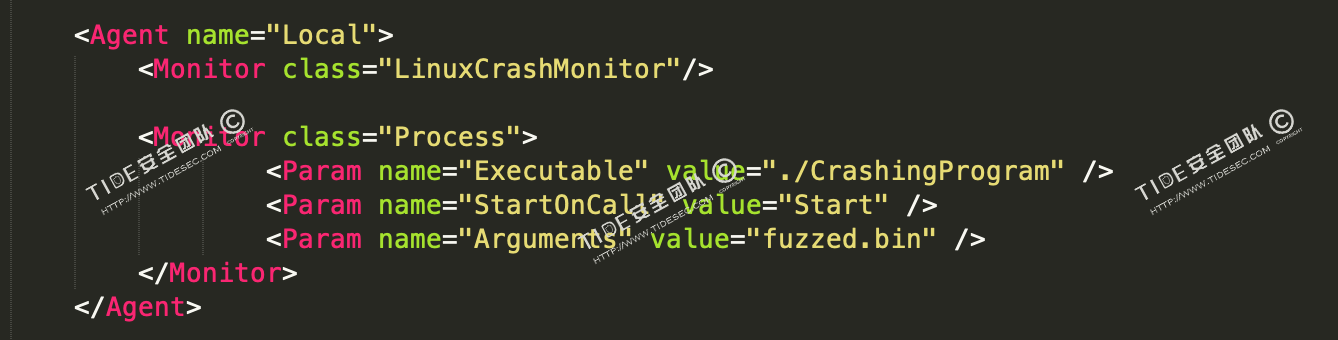 <Agent name="Local">
<Monitor class="LinuxCrashMonitor"/>
<Monitor class="Process">
<Param name="Executable" value="./CrashingProgram" />
<Param name="StartOnCall" value="Start" />
<Param name="Arguments" value="fuzzed.bin" />
</Monitor>
</Agent>
TIDE安全团队 © COPYRIGHT
HTTP://WWW.TIDESEC.COM
TIDE安全团队 © COPYRIGHT
HTTP://WWW.TIDESEC.COM
TIDE安全团队 © COPYRIGHT
HTTP://WWW.TIDESEC.COM